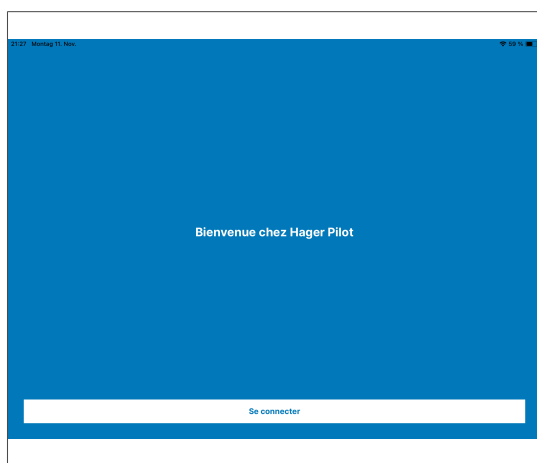 21:27 Montag 11. Nov.
59 %
Bienvenue chez Hager Pilot
Se connecter